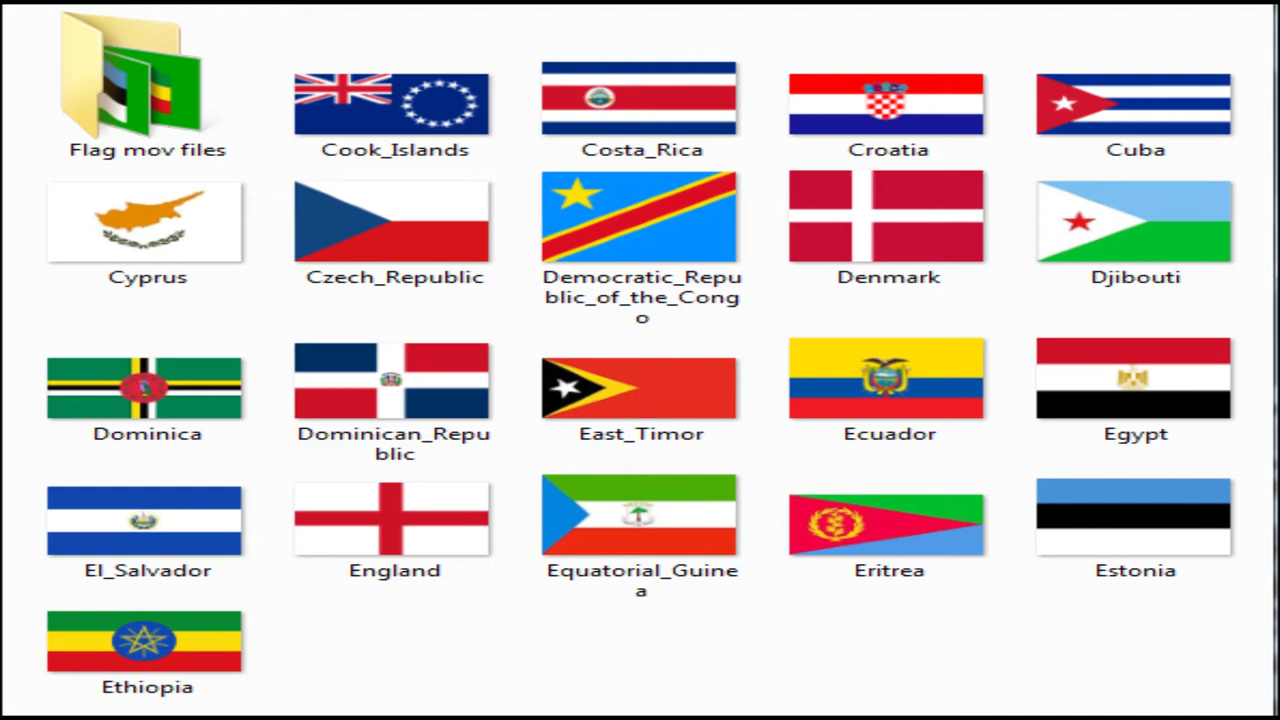 Flag mov files
Cook_Islands
Costa_Rica
Croatia
Cuba
Cyprus
Czech_Republic
Democratic_Repu
blic_of_the_Cong
o
Denmark
Djibouti
Dominica
Dominican_Repu
blic
East_Timor
Ecuador
Egypt
El_Salvador
England
Equatorial_Guine
a
Eritrea
Estonia
Ethiopia